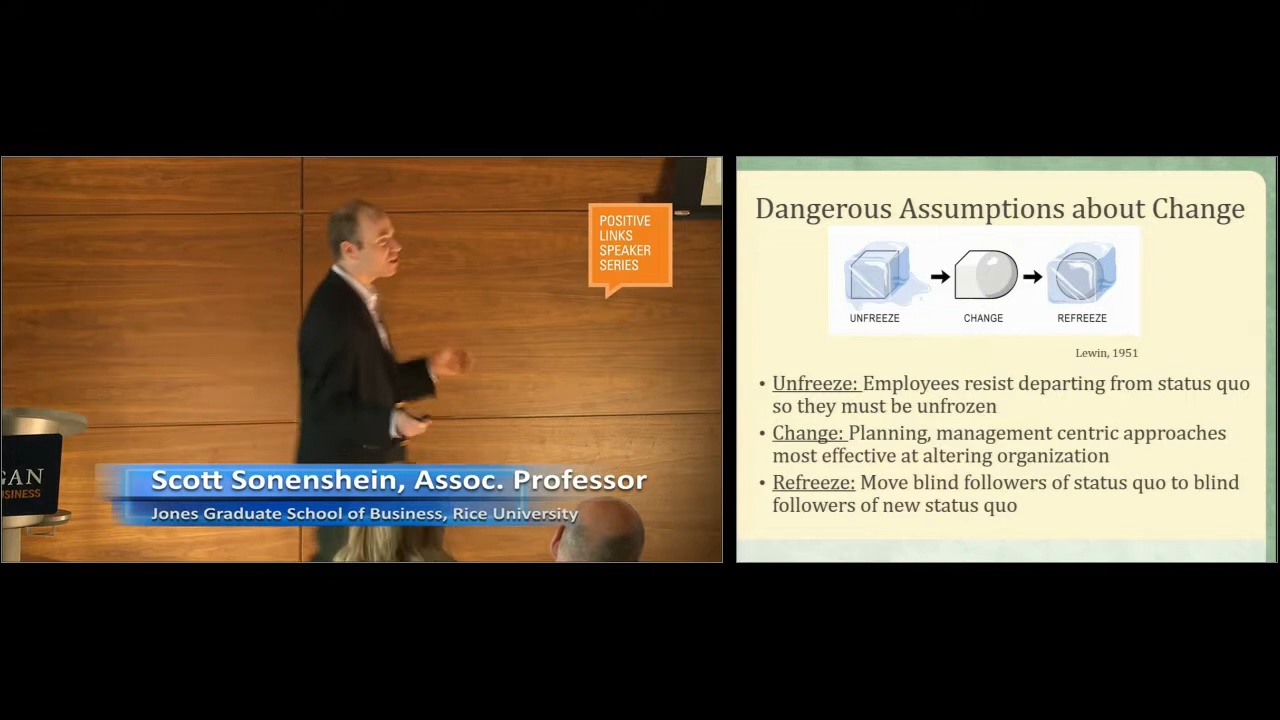 POSITIVE
LINKS
SPEAKER
SERIES
GAN
USINESS
Scott Sonenshein, Assoc. Professor
Jones Graduate School of Business, Rice University
Dangerous Assumptions about Change
UNFREEZE
CHANGE
REFREEZE
Lewin, 1951
• Unfreeze: Employees resist departing from status quo
so they must be unfrozen
• Change: Planning, management centric approaches
most effective at altering organization
• Refreeze: Move blind followers of status quo to blind
followers of new status quo